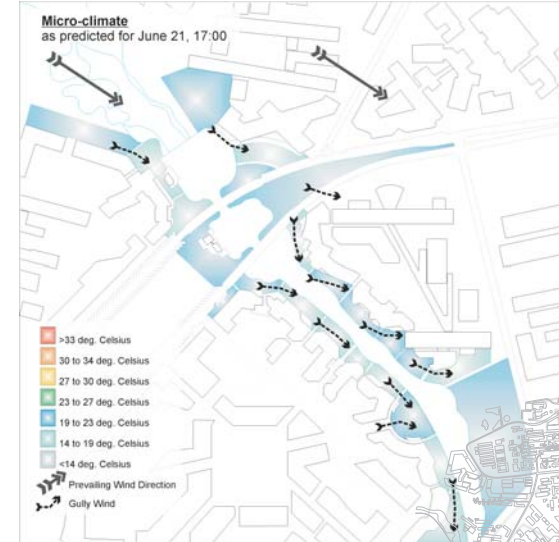 Micro-climate
as predicted for June 21, 17:00
>33 deg. Celsius
30 to 34 deg. Celsius
27 to 30 deg. Celsius
23 to 27 deg. Celsius
19 to 23 deg. Celsius
14 to 19 deg. Celsius
<14 deg. Celsius
Prevailing Wind Direction
Gully Wind